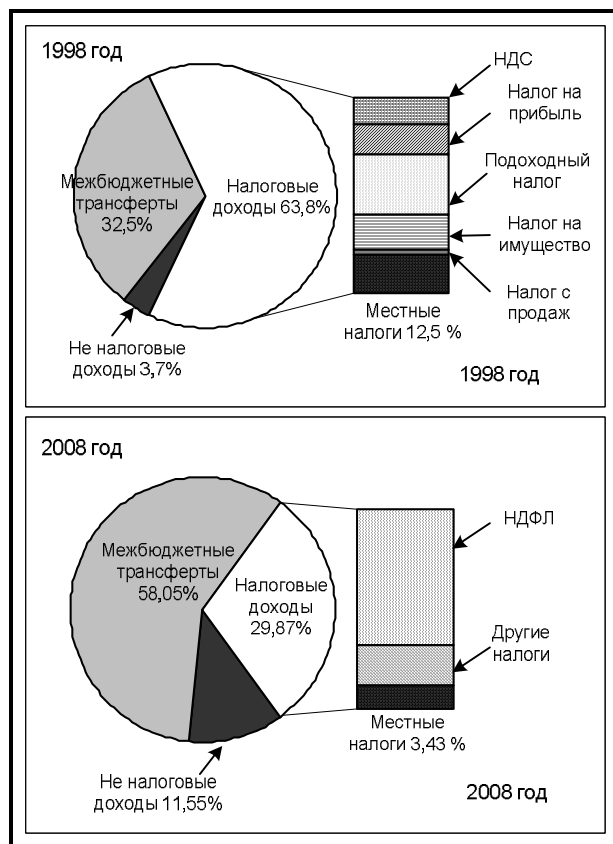 1998 год
НДС
Налог на
прибыль
Подоходный
налог
Налог на
имущество
Налог с
продаж
Межбюджетные
трансферты
32,5%
Налоговые
доходы 63,8%
Местные
налоги 12,5 %
Не налоговые
доходы 3,7%
1998 год
2008 год
НДФЛ
Другие
налоги
Межбюджетные
трансферты
58,05%
Налоговые
доходы
29,87%
Местные
налоги 3,43 %
Не налоговые
доходы 11,55%
2008 год